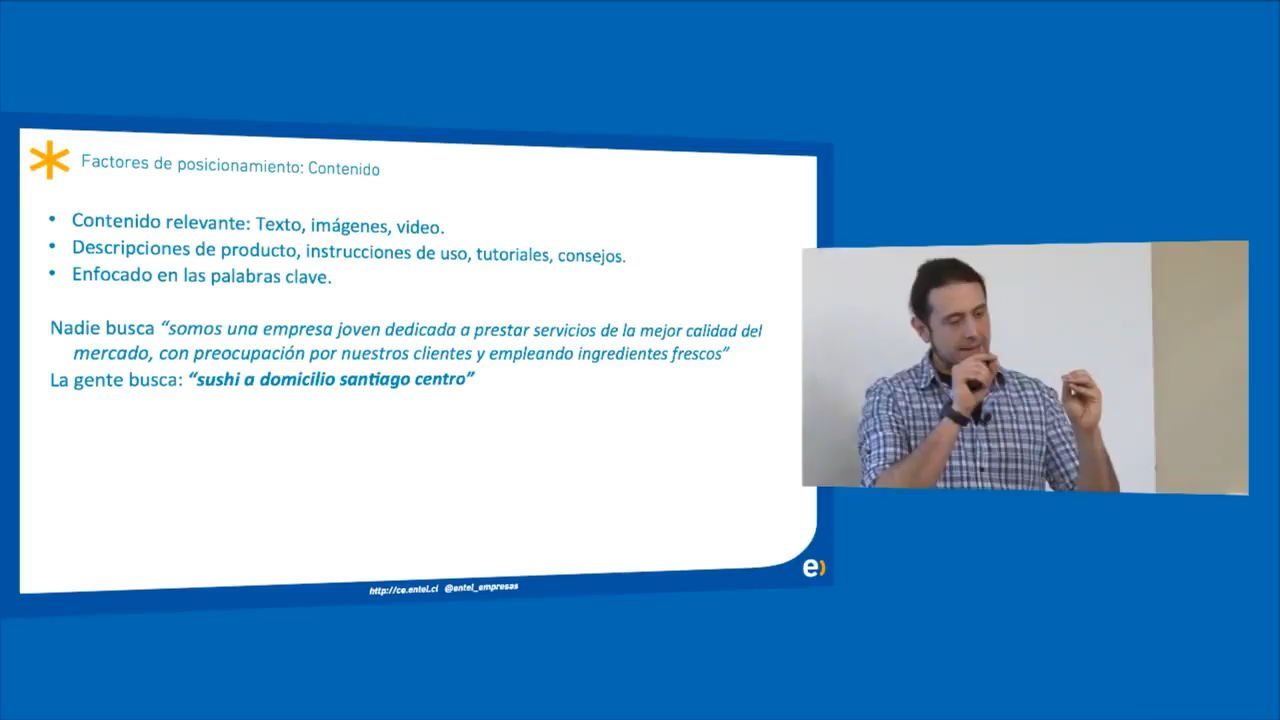 Factores de posicionamiento: Contenido
• Contenido relevante: Texto, imágenes, video.
• Descripciones de producto, instrucciones de uso, tutoriales, consejos.
• Enfocado en las palabras clave.
Nadie busca “somos una empresa joven dedicada a prestar servicios de la mejor calidad del
mercado, con preocupación por nuestros clientes y empleando ingredientes frescos”
La gente busca: “sushi a domicilio santiago centro”
e)
http://ce.entel.cl @entel_empresas